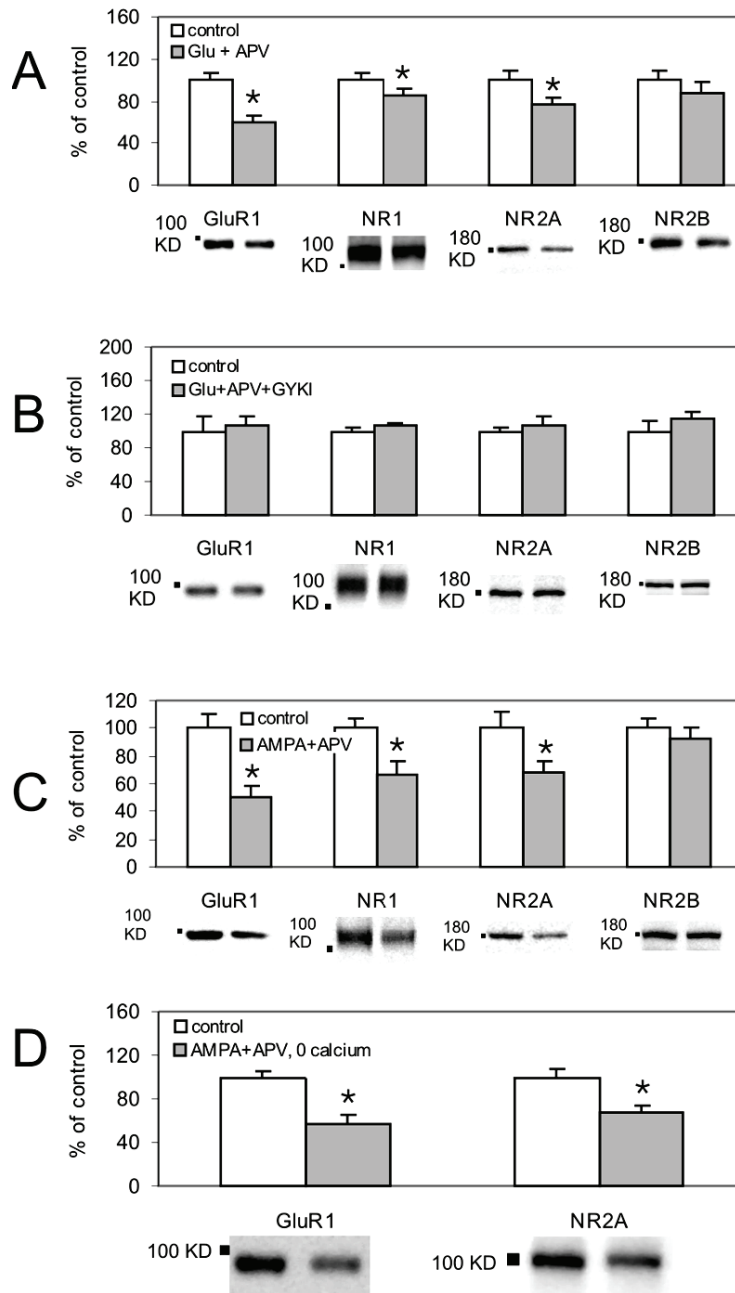 A
% of control
160
120
80
40
0
control
Glu + APV
*
*
*
GluR1
NR1
NR2A
NR2B
100
KD
100
KD
180
KD
180
KD
B
% of control
200
160
120
80
40
0
control
Glu+APV+GYKI
GluR1
NR1
NR2A
NR2B
100
KD
100
KD
180
KD
180
KD
C
% of control
120
100
80
60
40
20
0
control
AMPA+APV
*
*
*
GluR1
NR1
NR2A
NR2B
100
KD
100
KD
180
KD
180
KD
D
% of control
160
120
80
40
0
control
AMPA+APV, 0 calcium
*
*
GluR1
NR2A
100 KD
100 KD